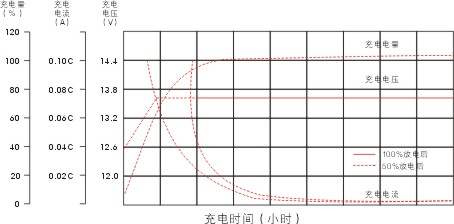 充电量 充电 充电
(%) 电流 电压
(A) (V)
120
100 0.10C 14.4
80 0.08C 13.8
60 0.06C 13.2
40 0.04C 12.6
20 0.02C 12.0
0
充电电量
充电电压
100%放电后
50%放电后
充电电流
充电时间(小时)